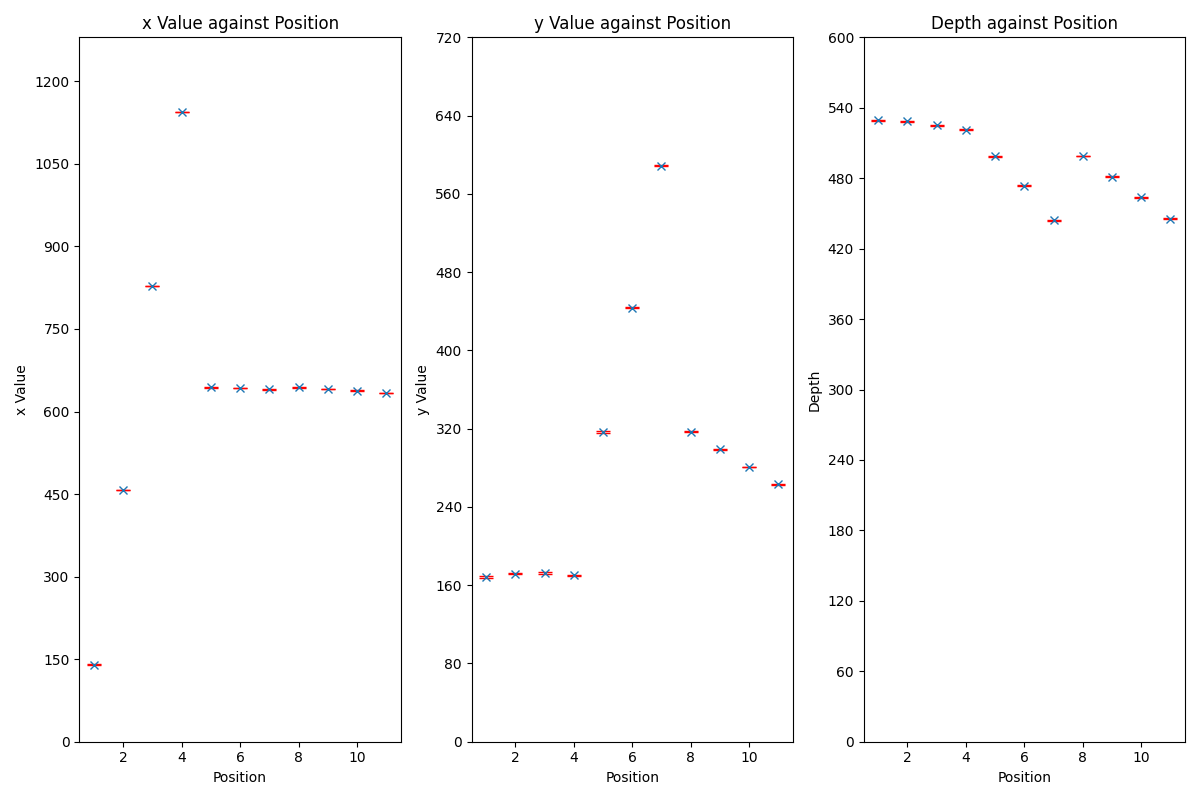 x Value against Position
y Value against Position
Depth against Position
1200
1050
900
750
600
450
300
150
0
x Value
2 4 6 8 10
Position
720
640
560
480
400
320
240
160
80
0
y Value
2 4 6 8 10
Position
600
540
480
420
360
300
240
180
120
60
0
Depth
2 4 6 8 10
Position